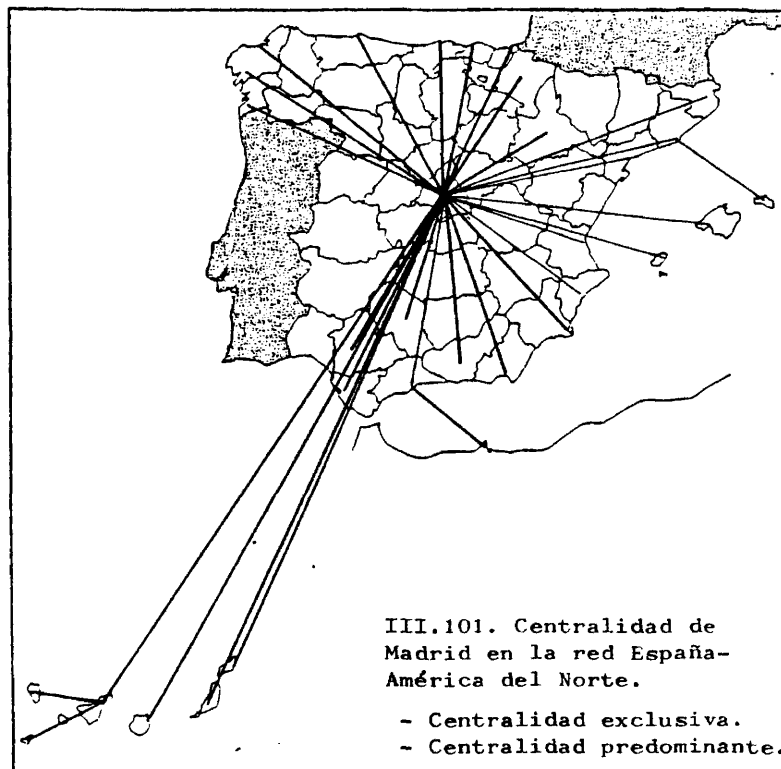 III.101. Centralidad de
Madrid en la red España-
América del Norte.
- Centralidad exclusiva.
- Centralidad predominante.